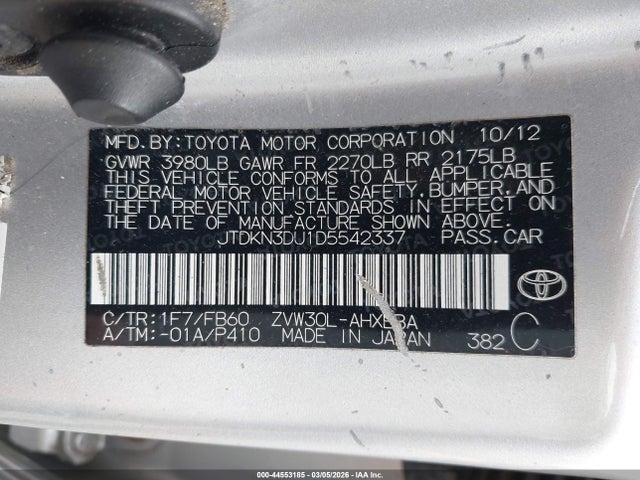 MFD. BY: TOYOTA MOTOR CORPORATION 10/12
GVWR 3980LB GAWR FR 2270LB RR 2175LB
THIS VEHICLE CONFORMS TO ALL APPLICABLE
FEDERAL MOTOR VEHICLE SAFETY, BUMPER, AND
THEFT PREVENTION STANDARDS IN EFFECT ON
THE DATE OF MANUFACTURE SHOWN ABOVE.
JTDKN3DU1D5542337 PASS. CAR
C/TR: 1F7/FB60 ZVW30L-AHXEBA
A/TM: -01A/P410 MADE IN JAPAN 382 C
000-44553165 - 03/05/2026 - IAA Inc.